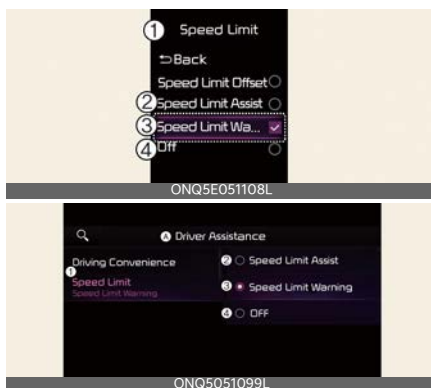 ① Speed Limit
⮌Back
Speed Limit Offset
② Speed Limit Assist
③ Speed Limit Wa...
④ Off
ONQ5E051108L
Ⓐ Driver Assistance
Driving Convenience
② Speed Limit Assist
① Speed Limit
Speed Limit Warning
③ Speed Limit Warning
④ OFF
ONQ5051099L